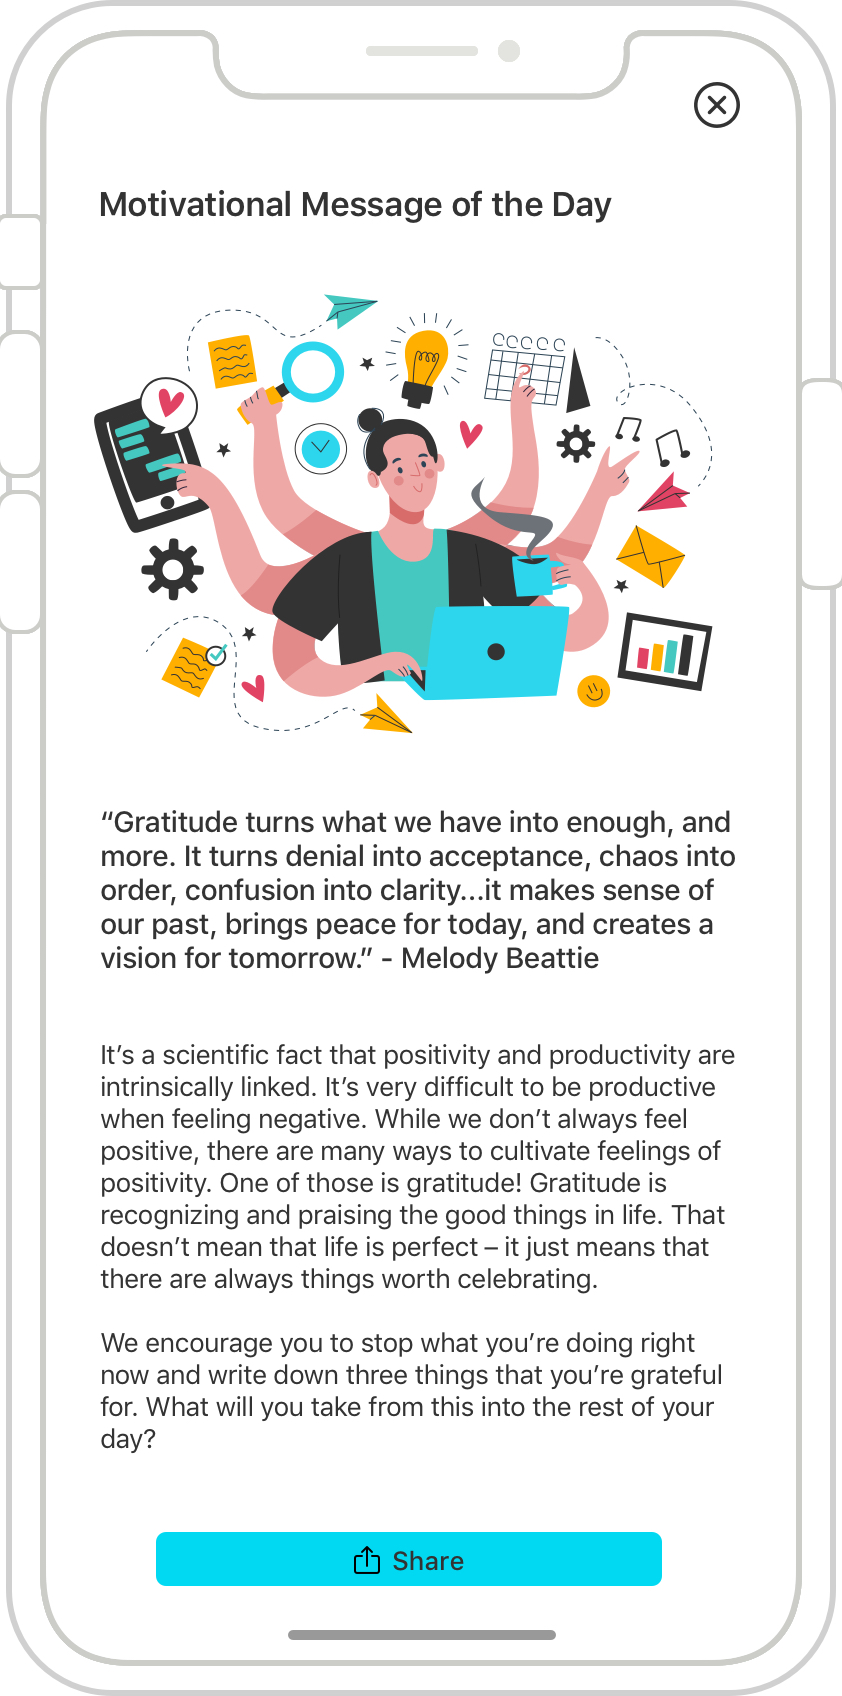 Motivational Message of the Day
“Gratitude turns what we have into enough, and
more. It turns denial into acceptance, chaos into
order, confusion into clarity...it makes sense of
our past, brings peace for today, and creates a
vision for tomorrow.” - Melody Beattie
It’s a scientific fact that positivity and productivity are
intrinsically linked. It’s very difficult to be productive
when feeling negative. While we don’t always feel
positive, there are many ways to cultivate feelings of
positivity. One of those is gratitude! Gratitude is
recognizing and praising the good things in life. That
doesn’t mean that life is perfect – it just means that
there are always things worth celebrating.
We encourage you to stop what you’re doing right
now and write down three things that you’re grateful
for. What will you take from this into the rest of your
day?
Share